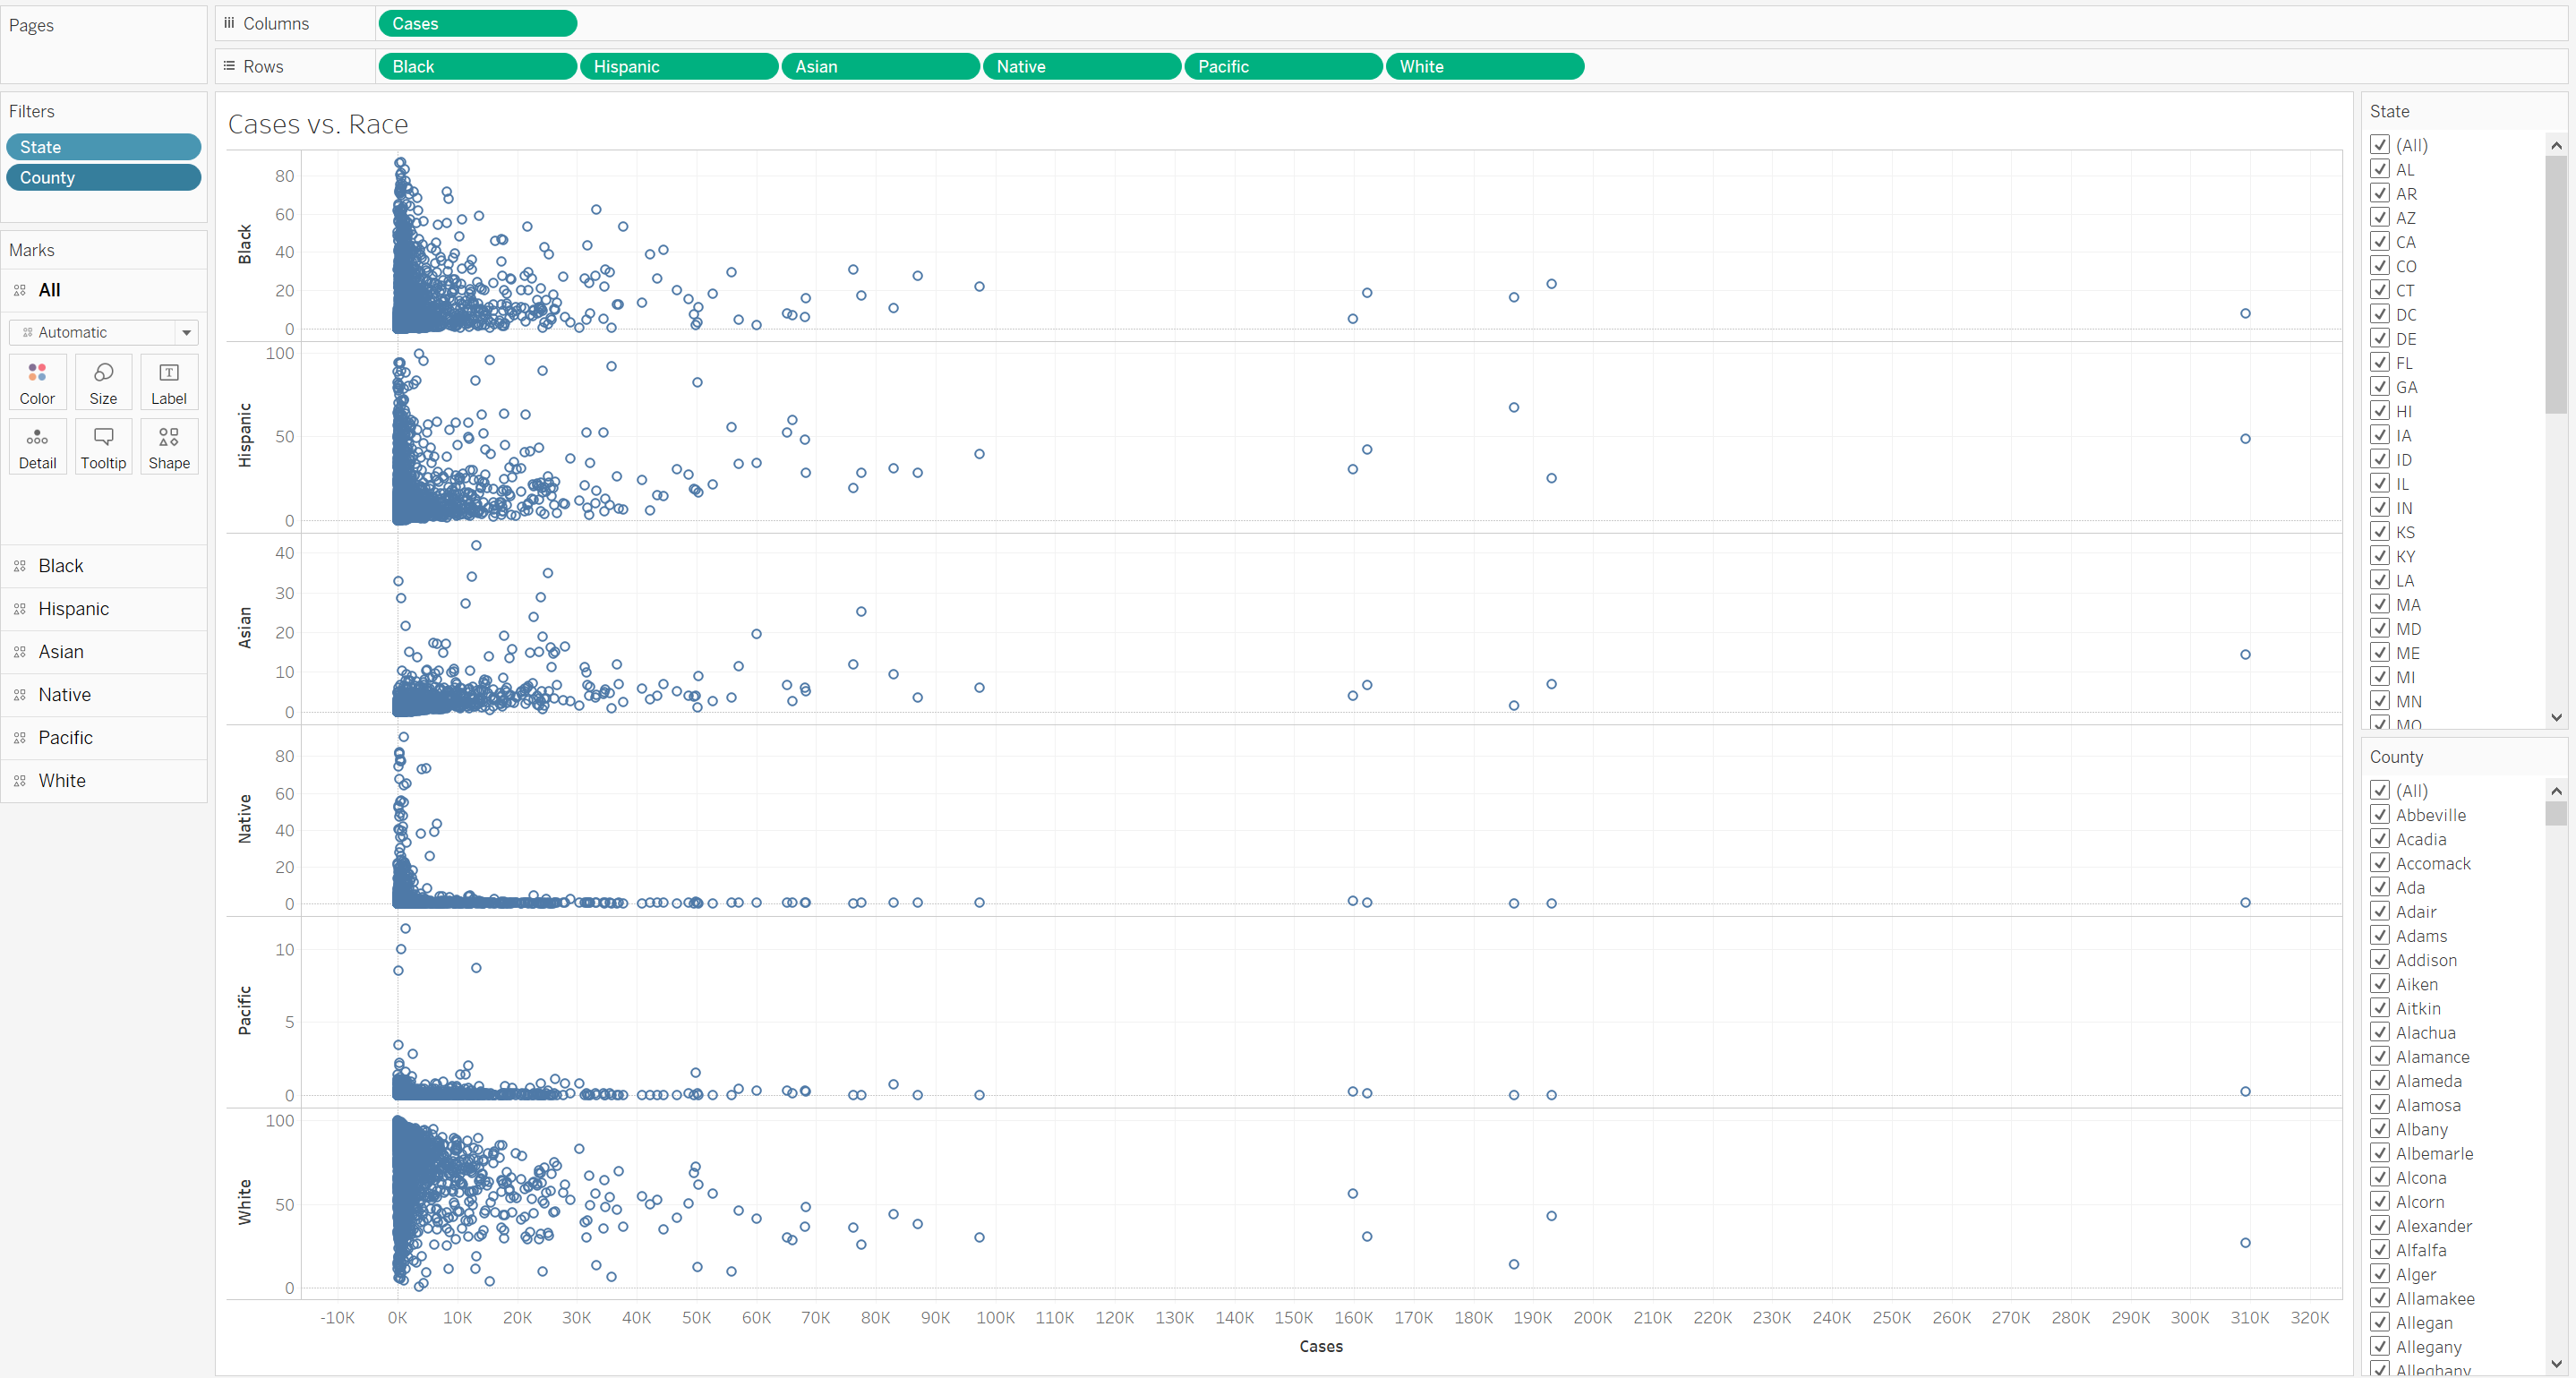 Pages
Columns
Cases
Rows
Black
Hispanic
Asian
Native
Pacific
White
Filters
State
County
Marks
All
Automatic
Color
Size
Label
Detail
Tooltip
Shape
Black
Hispanic
Asian
Native
Pacific
White
Cases vs. Race
Black
80
60
40
20
0
Hispanic
100
50
0
Asian
40
30
20
10
0
Native
80
60
40
20
0
Pacific
10
5
0
White
100
50
0
-10K 0K 10K 20K 30K 40K 50K 60K 70K 80K 90K 100K 110K 120K 130K 140K 150K 160K 170K 180K 190K 200K 210K 220K 230K 240K 250K 260K 270K 280K 290K 300K 310K 320K
Cases
State
(All)
AL
AR
AZ
CA
CO
CT
DC
DE
FL
GA
HI
IA
ID
IL
IN
KS
KY
LA
MA
MD
ME
MI
MN
MO
County
(All)
Abbeville
Acadia
Accomack
Ada
Adair
Adams
Addison
Aiken
Aitkin
Alachua
Alamance
Alameda
Alamosa
Albany
Albemarle
Alcona
Alcorn
Alexander
Alfalfa
Alger
Allamakee
Allegan
Allegany
Alleghany